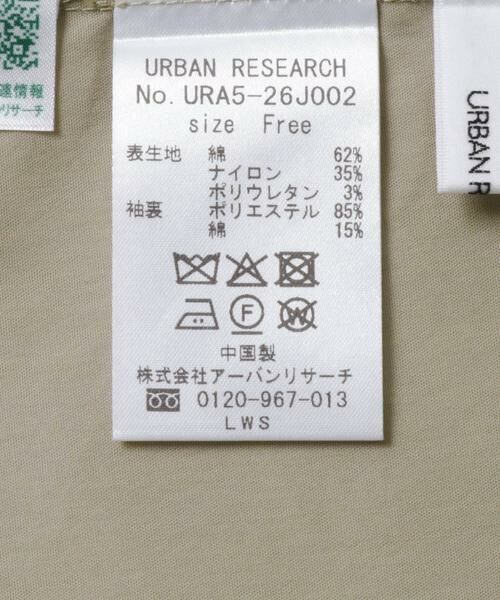 連情報
リサーチ
URBAN RESEARCH
No. URA5-26J002
size Free
表生地 綿 62%
ナイロン 35%
ポリウレタン 3%
袖裏 ポリエステル 85%
綿 15%
F
W
中国製
株式会社アーバンリサーチ
0120-967-013
LWS
URBAN R